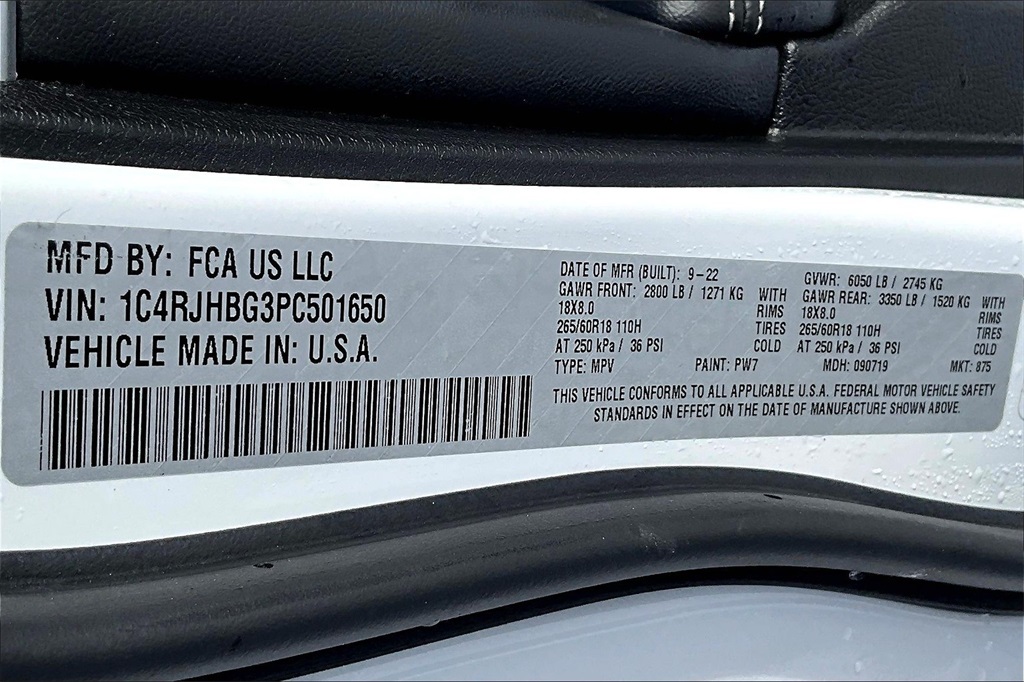 MFD BY: FCA US LLC
VIN: 1C4RJHBG3PC501650
VEHICLE MADE IN: U.S.A.
DATE OF MFR (BUILT): 9-22
GVWR: 6050 LB / 2745 KG
GAWR FRONT: 2800 LB / 1271 KG WITH
GAWR REAR: 3350 LB / 1520 KG WITH
18X8.0 RIMS
18X8.0 RIMS
265/60R18 110H TIRES
265/60R18 110H TIRES
AT 250 kPa / 36 PSI COLD
AT 250 kPa / 36 PSI COLD
TYPE: MPV PAINT: PW7 MDH: 090719 MKT: 875
THIS VEHICLE CONFORMS TO ALL APPLICABLE U.S.A. FEDERAL MOTOR VEHICLE SAFETY
STANDARDS IN EFFECT ON THE DATE OF MANUFACTURE SHOWN ABOVE.